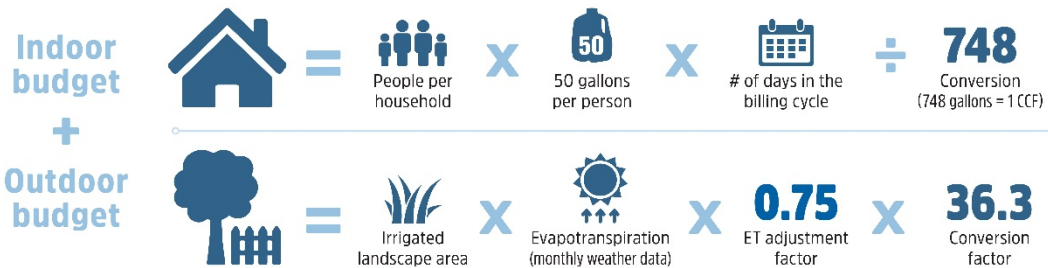 Indoor
budget
=
People per
household
X
50
50 gallons
per person
X
# of days in the
billing cycle
÷
748
Conversion
(748 gallons = 1 CCF)
+
Outdoor
budget
=
Irrigated
landscape area
X
Evapotranspiration
(monthly weather data)
X
0.75
ET adjustment
factor
X
36.3
Conversion
factor